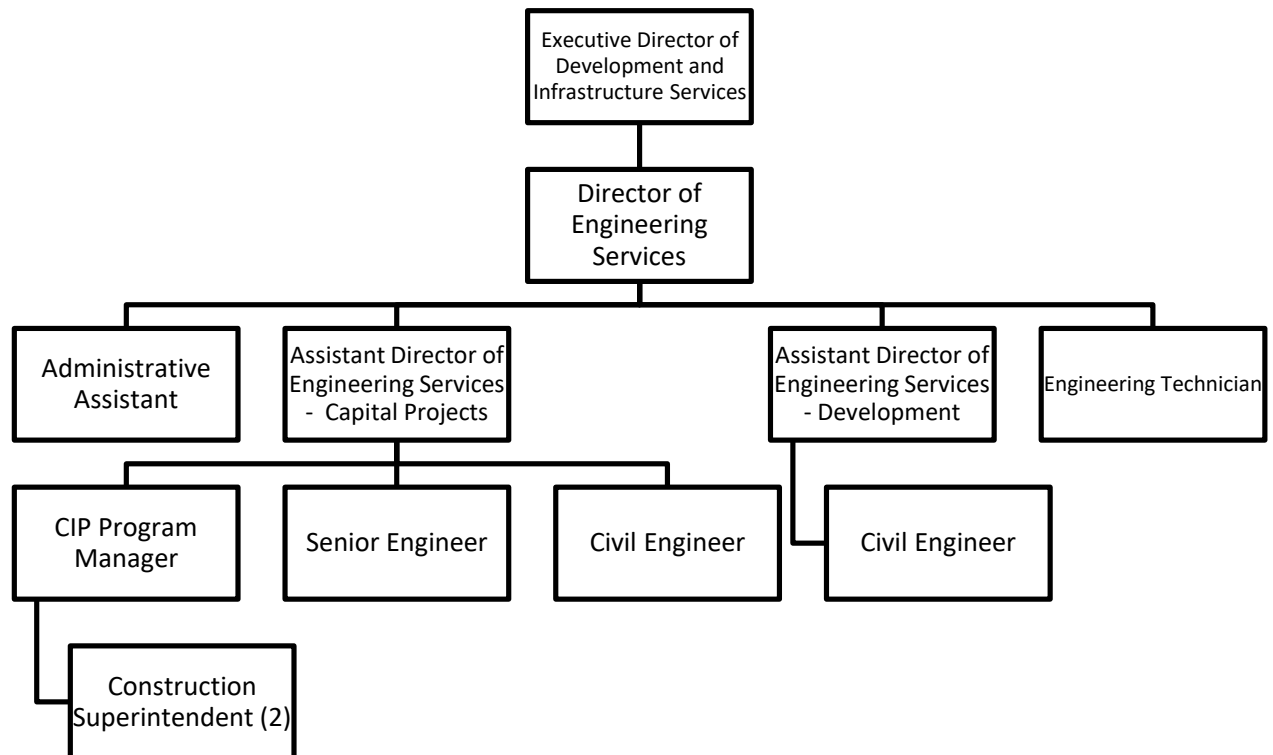 Executive Director of
Development and
Infrastructure Services
Director of
Engineering
Services
Administrative
Assistant
Assistant Director of
Engineering Services
- Capital Projects
Assistant Director of
Engineering Services
- Development
Engineering Technician
CIP Program
Manager
Senior Engineer
Civil Engineer
Civil Engineer
Construction
Superintendent (2)